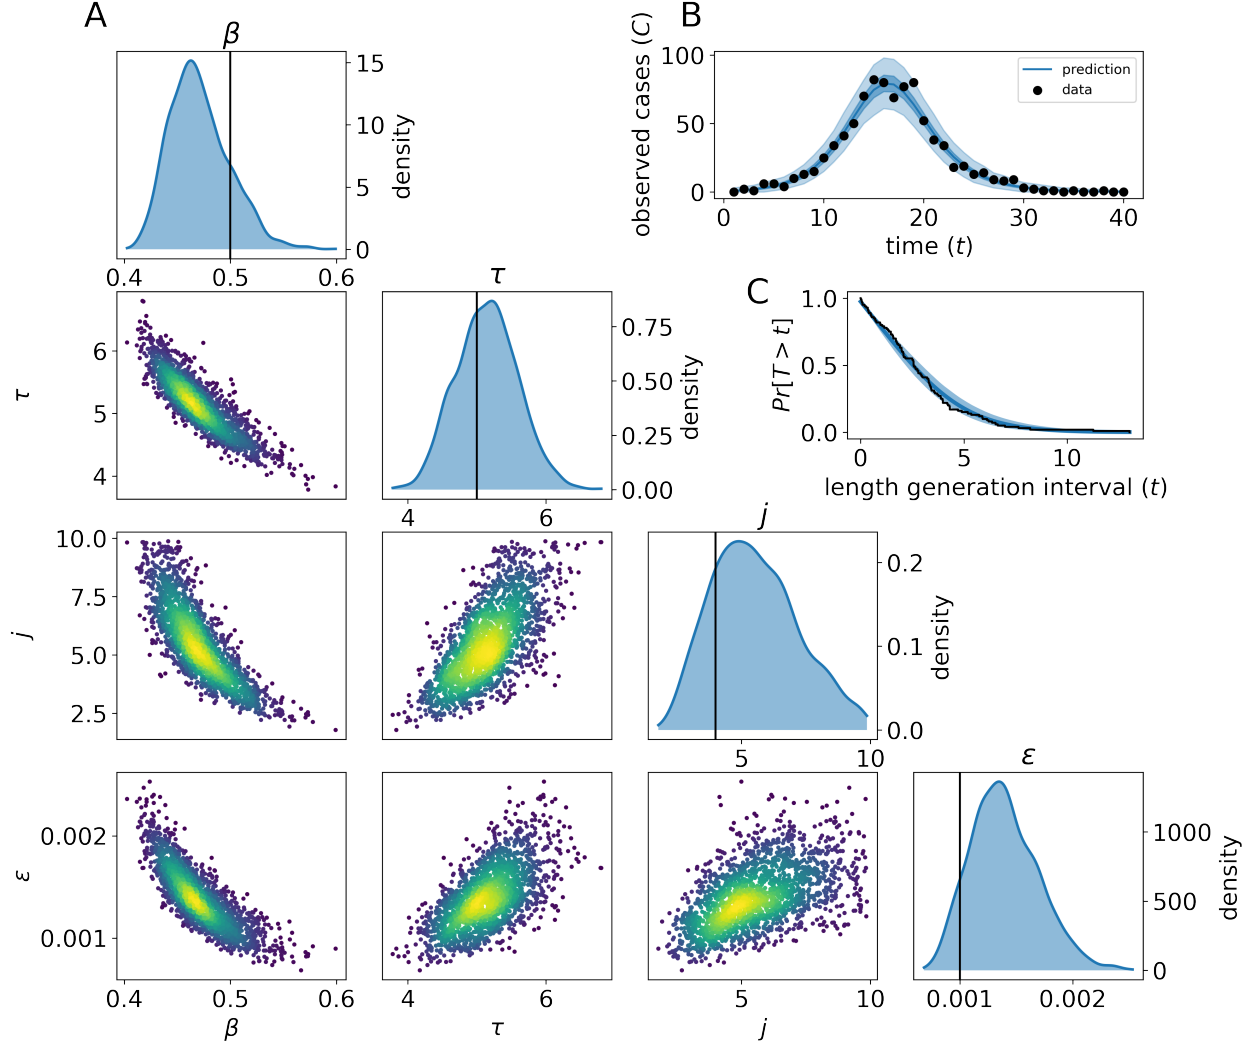 A
β
15
10
5
0
density
0.4
0.5
0.6
B
observed cases (C)
100
50
0
prediction
data
0
10
20
30
40
time (t)
C
Pr[T > t]
1.0
0.5
0.0
0
5
10
length generation interval (t)
τ
6
5
4
τ
0.75
0.50
0.25
0.00
density
4
6
j
10.0
7.5
5.0
2.5
j
0.2
0.1
0.0
density
5
10
ε
0.002
0.001
0.4
0.5
0.6
β
4
6
τ
5
10
j
ε
1000
500
0
density
0.001
0.002